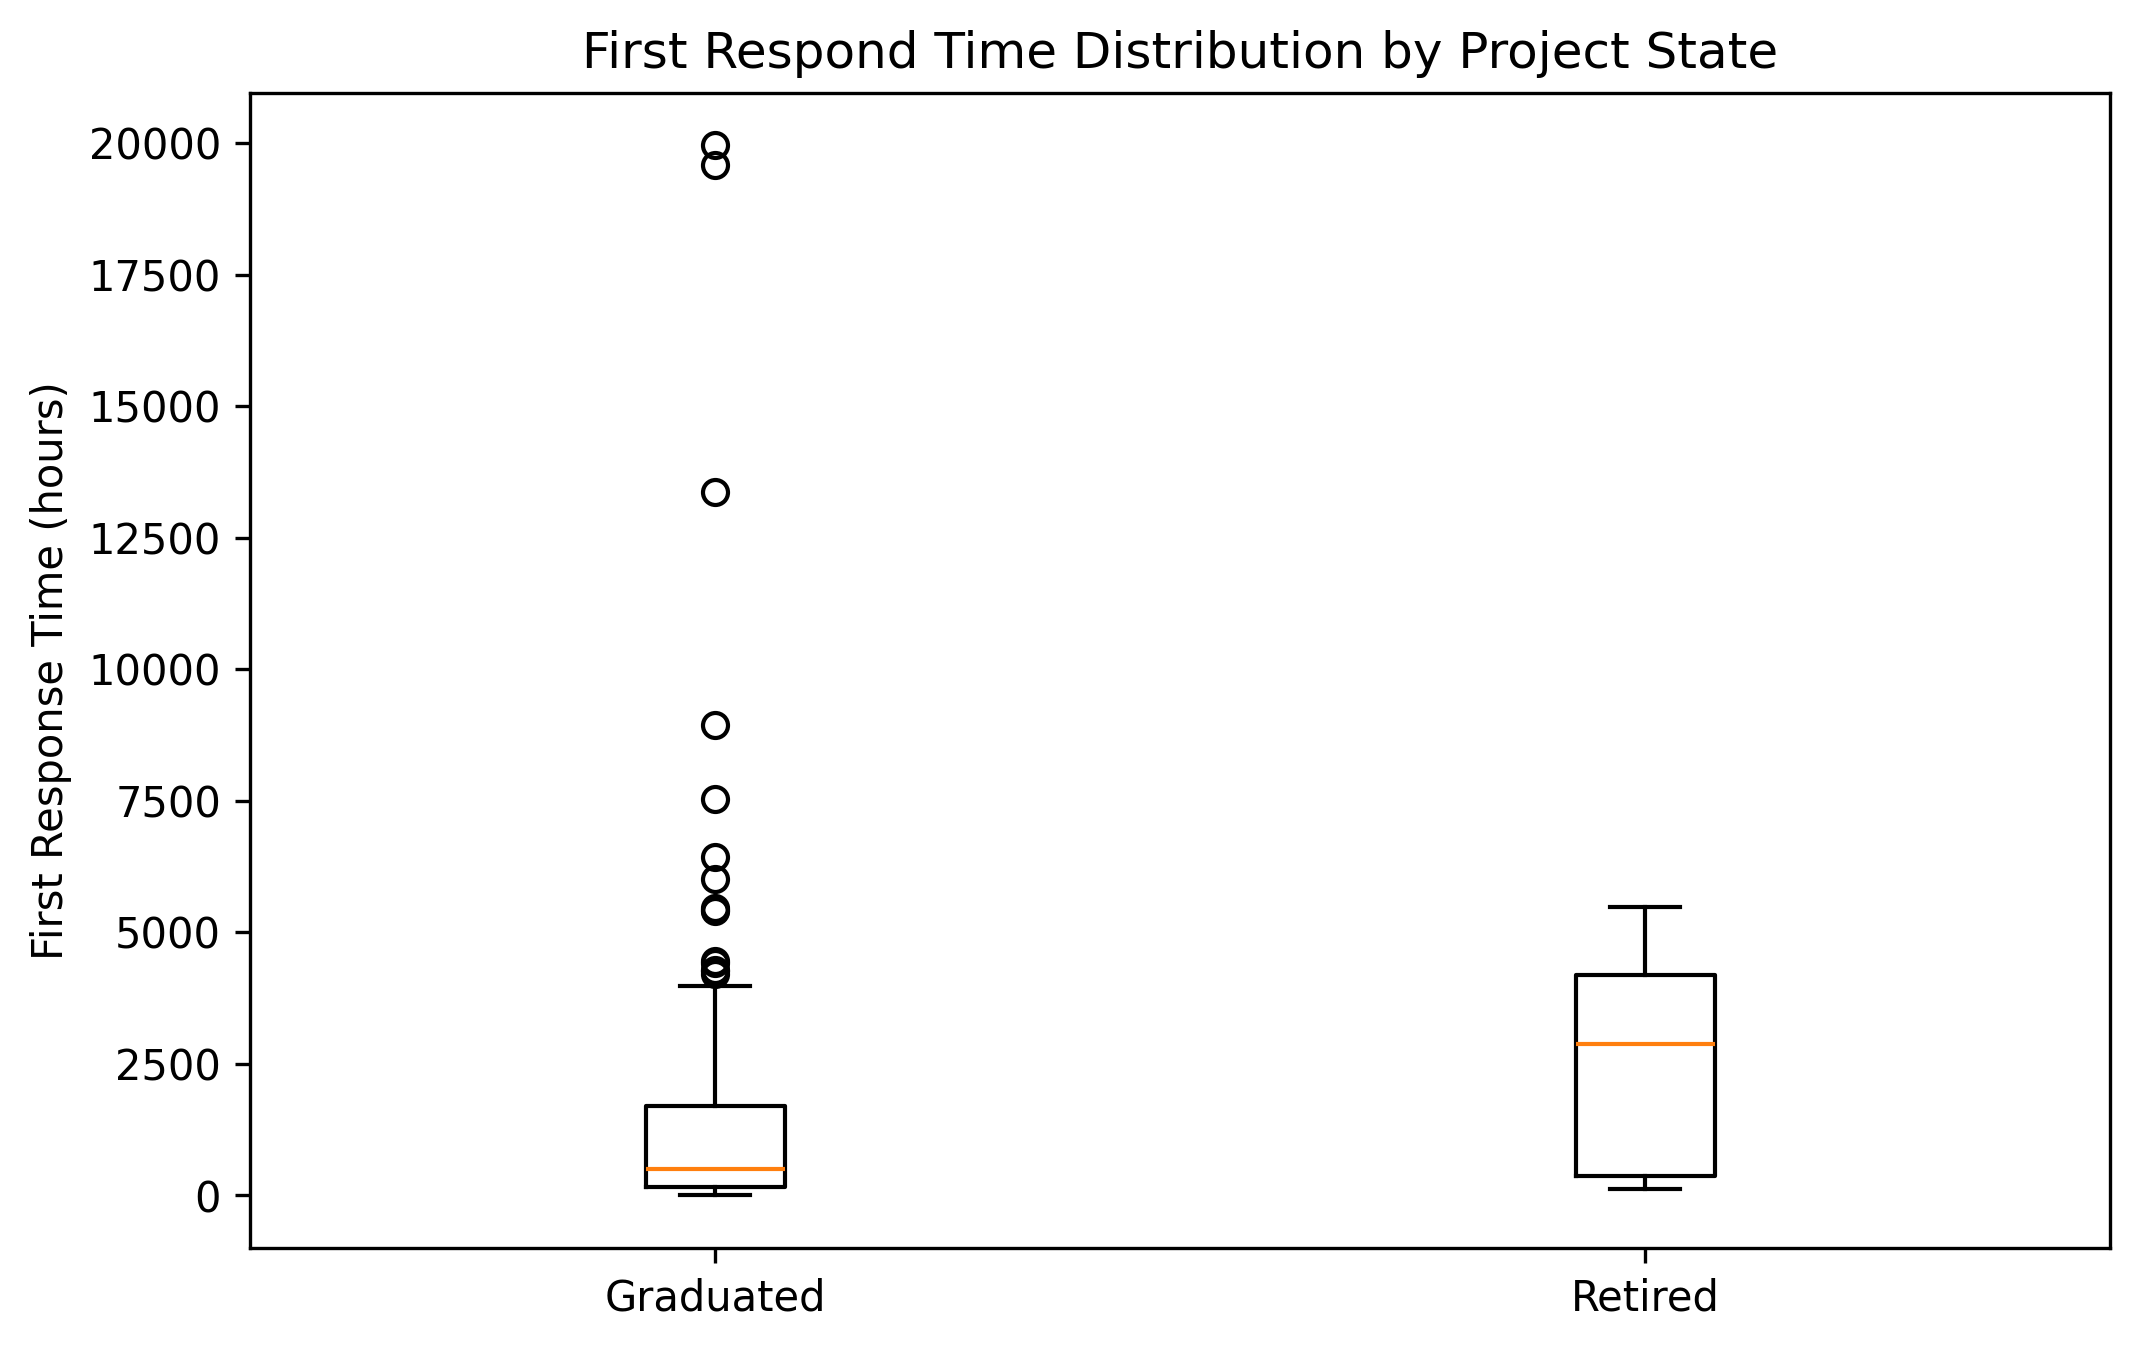 First Respond Time Distribution by Project State
First Response Time (hours)
20000
17500
15000
12500
10000
7500
5000
2500
0
Graduated
Retired